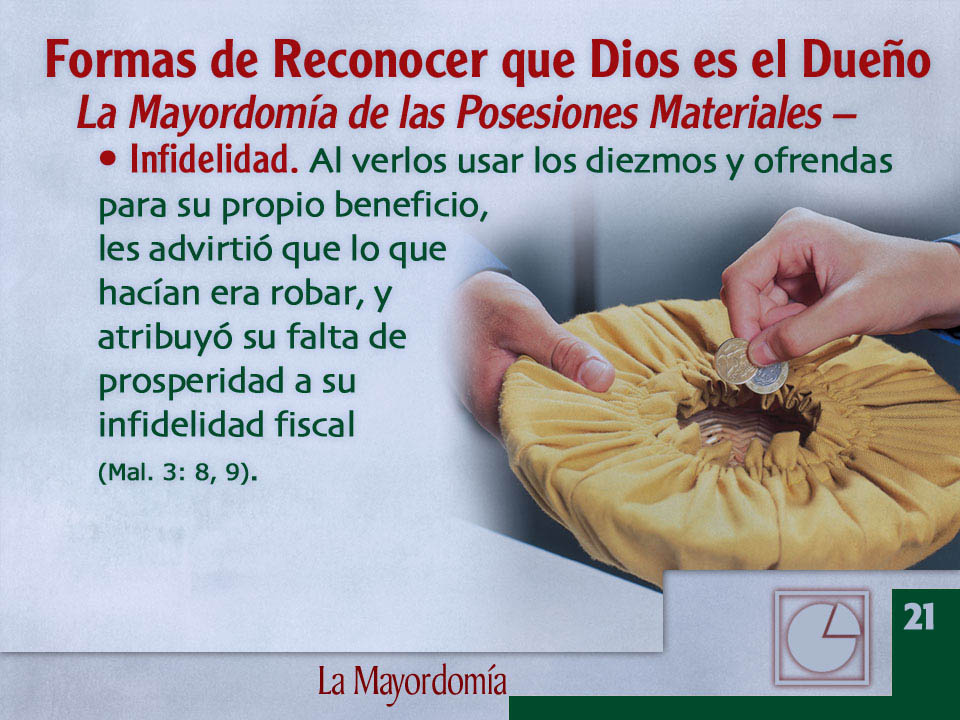 Formas de Reconocer que Dios es el Dueño
La Mayordomía de las Posesiones Materiales –
• Infidelidad. Al verlos usar los diezmos y ofrendas
para su propio beneficio,
les advirtió que lo que
hacían era robar, y
atribuyó su falta de
prosperidad a su
infidelidad fiscal
(Mal. 3: 8, 9).
21
La Mayordomía